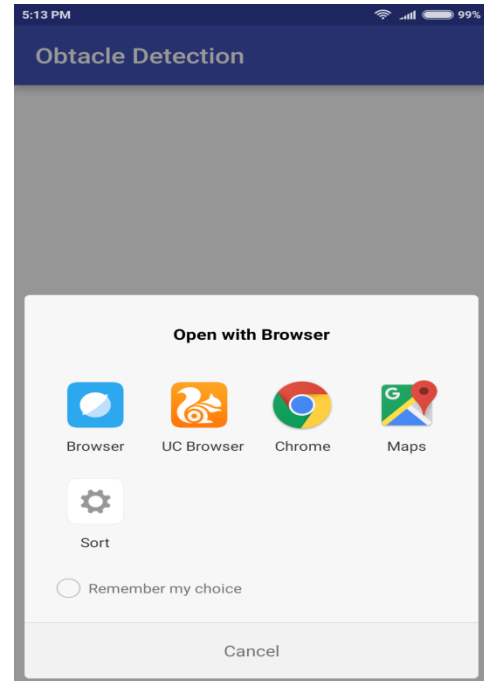 5:13 PM 99%
Obtacle Detection
Open with Browser
G
Browser UC Browser Chrome Maps
Sort
Remember my choice
Cancel